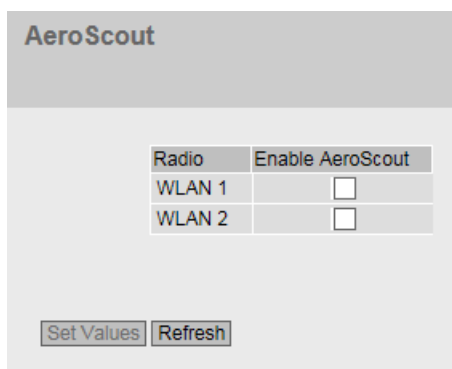 AeroScout
Radio Enable AeroScout
WLAN 1
WLAN 2
Set Values Refresh